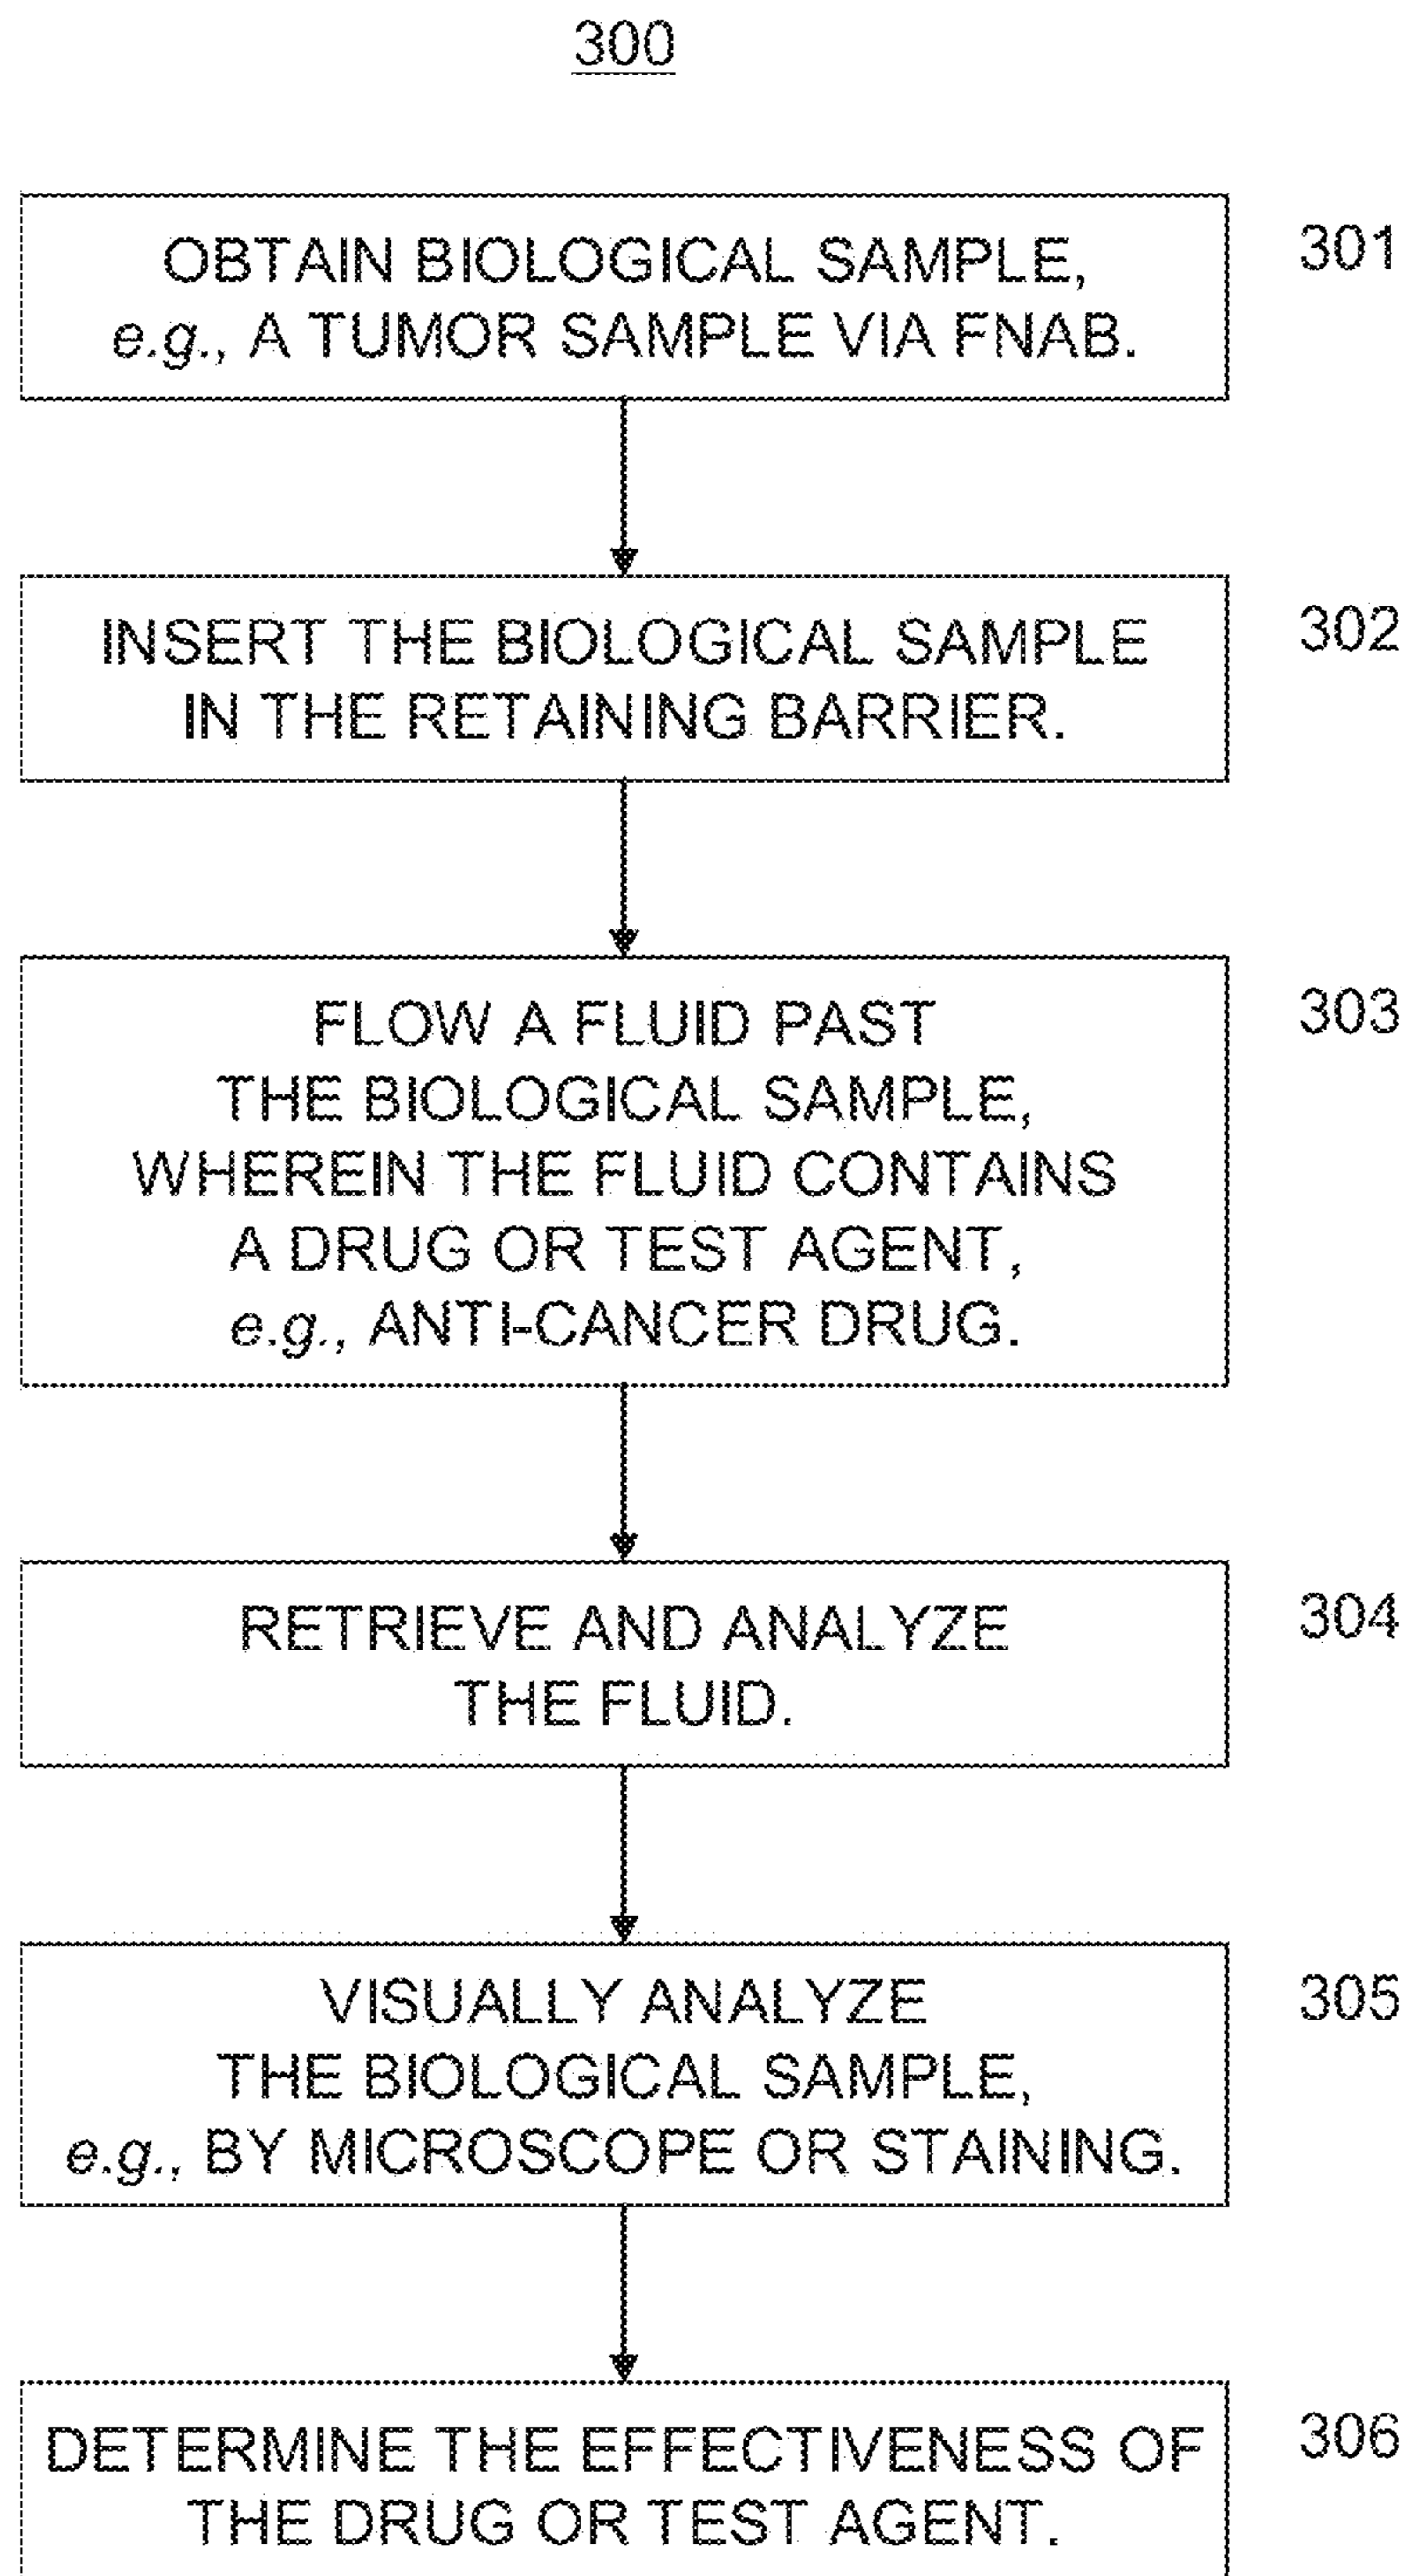 300
OBTAIN BIOLOGICAL SAMPLE,
e.g., A TUMOR SAMPLE VIA FNAB.
301
INSERT THE BIOLOGICAL SAMPLE
IN THE RETAINING BARRIER.
302
FLOW A FLUID PAST
THE BIOLOGICAL SAMPLE,
WHEREIN THE FLUID CONTAINS
A DRUG OR TEST AGENT,
e.g., ANTI-CANCER DRUG.
303
RETRIEVE AND ANALYZE
THE FLUID.
304
VISUALLY ANALYZE
THE BIOLOGICAL SAMPLE,
e.g., BY MICROSCOPE OR STAINING.
305
DETERMINE THE EFFECTIVENESS OF
THE DRUG OR TEST AGENT.
306